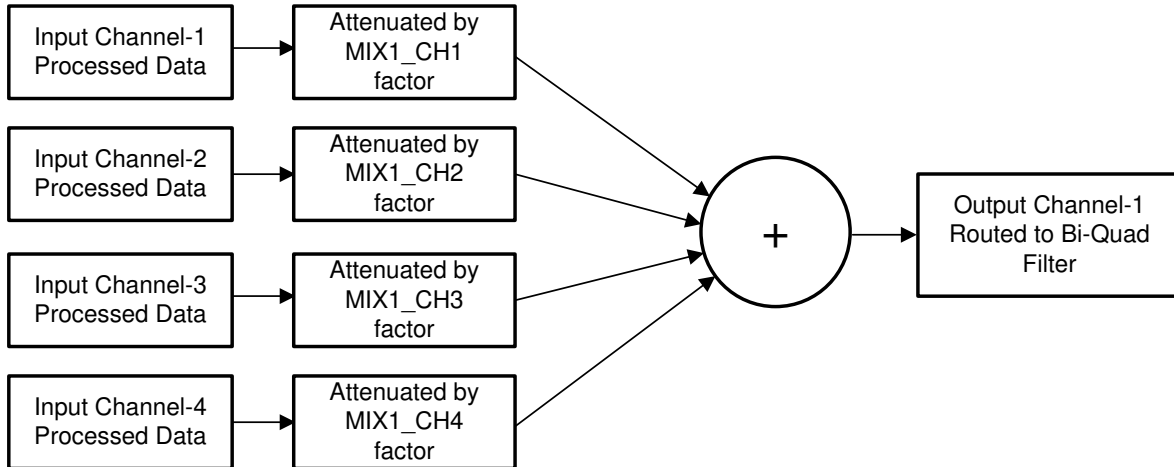 Input Channel-1
Processed Data
Attenuated by
MIX1_CH1
factor
Input Channel-2
Processed Data
Attenuated by
MIX1_CH2
factor
Input Channel-3
Processed Data
Attenuated by
MIX1_CH3
factor
Input Channel-4
Processed Data
Attenuated by
MIX1_CH4
factor
+
Output Channel-1
Routed to Bi-Quad
Filter